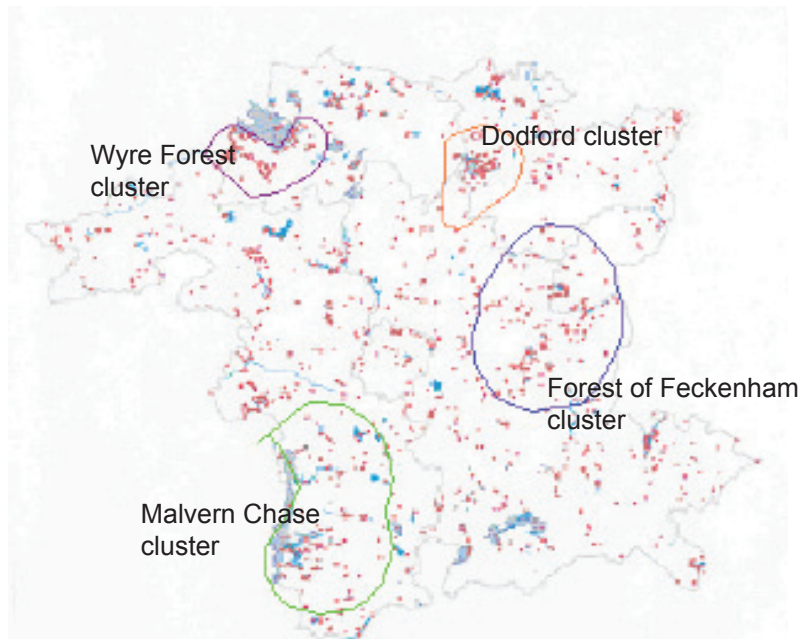 Dodford cluster
Wyre Forest
cluster
Forest of Feckenham
cluster
Malvern Chase
cluster